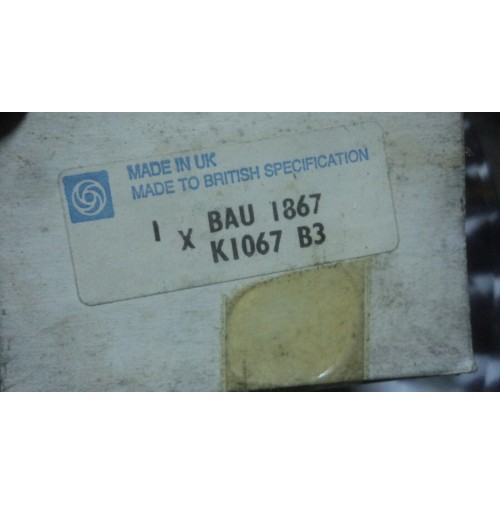 MADE IN UK
MADE TO BRITISH SPECIFICATION
1 x BAU 1867
K1067 B3